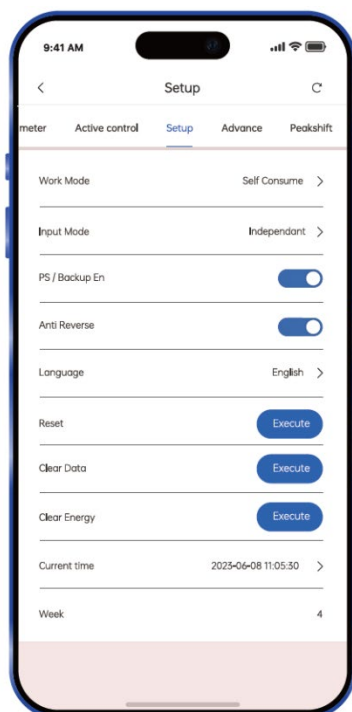 9:41 AM
Setup
meter Active control Setup Advance Peakshift
Work Mode Self Consume
Input Mode Independant
PS / Backup En
Anti Reverse
Language English
Reset Execute
Clear Data Execute
Clear Energy Execute
Current time 2023-06-08 11:05:30
Week 4